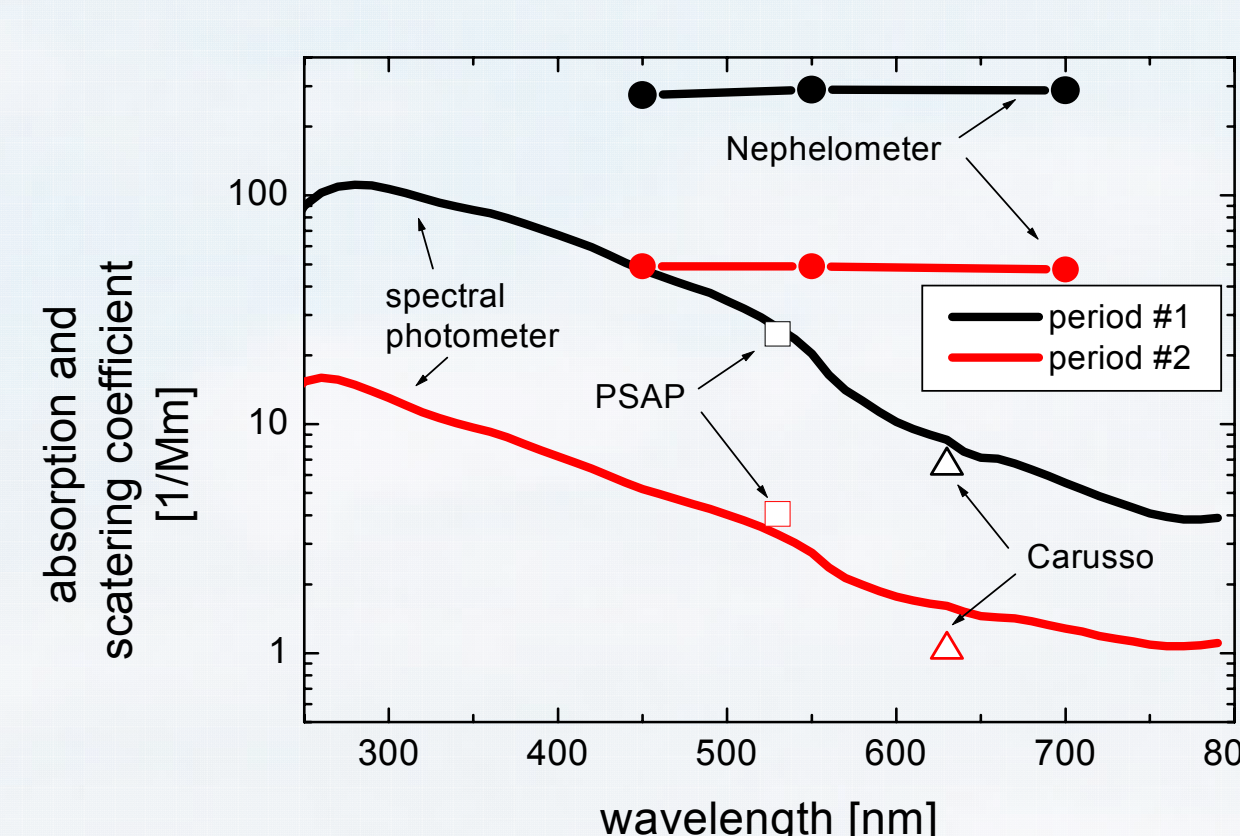 absorption and
scatering coefficient
[1/Mm]
100
10
1
Nephelometer
spectral
photometer
PSAP
Carusso
period #1
period #2
300 400 500 600 700 80
wavelength [nm]